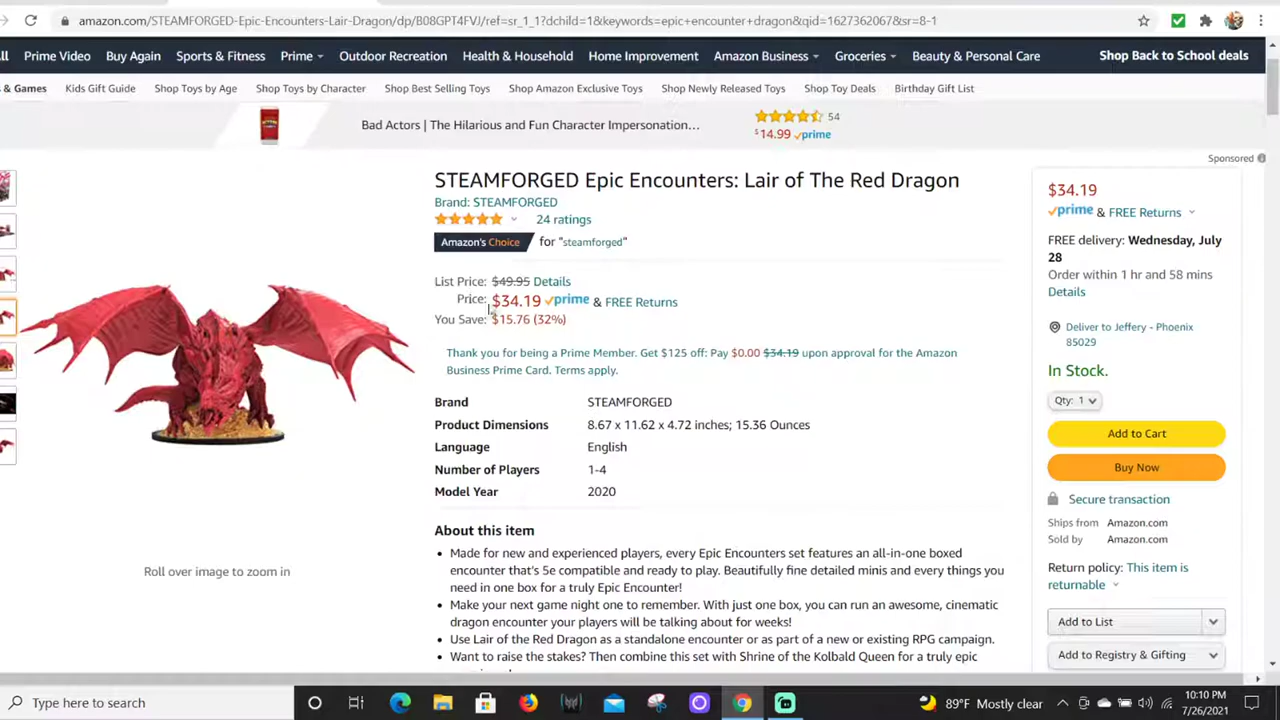 amazon.com/STEAMFORGED-Epic-Encounters-Lair-Dragon/dp/B08GPT4FVJ/ref=sr_1_1?dchild=1&keywords=epic+encounter+dragon&qid=1627362067&sr=8-1
ll Prime Video Buy Again Sports & Fitness Prime Outdoor Recreation Health & Household Home Improvement Amazon Business Groceries Beauty & Personal Care Shop Back to School deals
& Games Kids Gift Guide Shop Toys by Age Shop Toys by Character Shop Best Selling Toys Shop Amazon Exclusive Toys Shop Newly Released Toys Shop Toy Deals Birthday Gift List
Bad Actors | The Hilarious and Fun Character Impersonation... 54
$14.99 prime
Sponsored
STEAMFORGED Epic Encounters: Lair of The Red Dragon
Brand: STEAMFORGED
24 ratings
Amazon's Choice for "steamforged"
List Price: $49.95 Details
Price: $34.19 prime & FREE Returns
You Save: $15.76 (32%)
Thank you for being a Prime Member. Get $125 off: Pay $0.00 $34.19 upon approval for the Amazon
Business Prime Card. Terms apply.
Brand STEAMFORGED
Product Dimensions 8.67 x 11.62 x 4.72 inches; 15.36 Ounces
Language English
Number of Players 1-4
Model Year 2020
About this item
• Made for new and experienced players, every Epic Encounters set features an all-in-one boxed
encounter that's 5e compatible and ready to play. Beautifully fine detailed minis and every things you
need in one box for a truly Epic Encounter!
• Make your next game night one to remember. With just one box, you can run an awesome, cinematic
dragon encounter your players will be talking about for weeks!
• Use Lair of the Red Dragon as a standalone encounter or as part of a new or existing RPG campaign.
• Want to raise the stakes? Then combine this set with Shrine of the Kolbald Queen for a truly epic
Roll over image to zoom in
$34.19
prime & FREE Returns
FREE delivery: Wednesday, July
28
Order within 1 hr and 58 mins
Details
Deliver to Jeffery - Phoenix
85029
In Stock.
Qty: 1
Add to Cart
Buy Now
Secure transaction
Ships from Amazon.com
Sold by Amazon.com
Return policy: This item is
returnable
Add to List
Add to Registry & Gifting
Type here to search
89°F Mostly clear
10:10 PM
7/26/2021